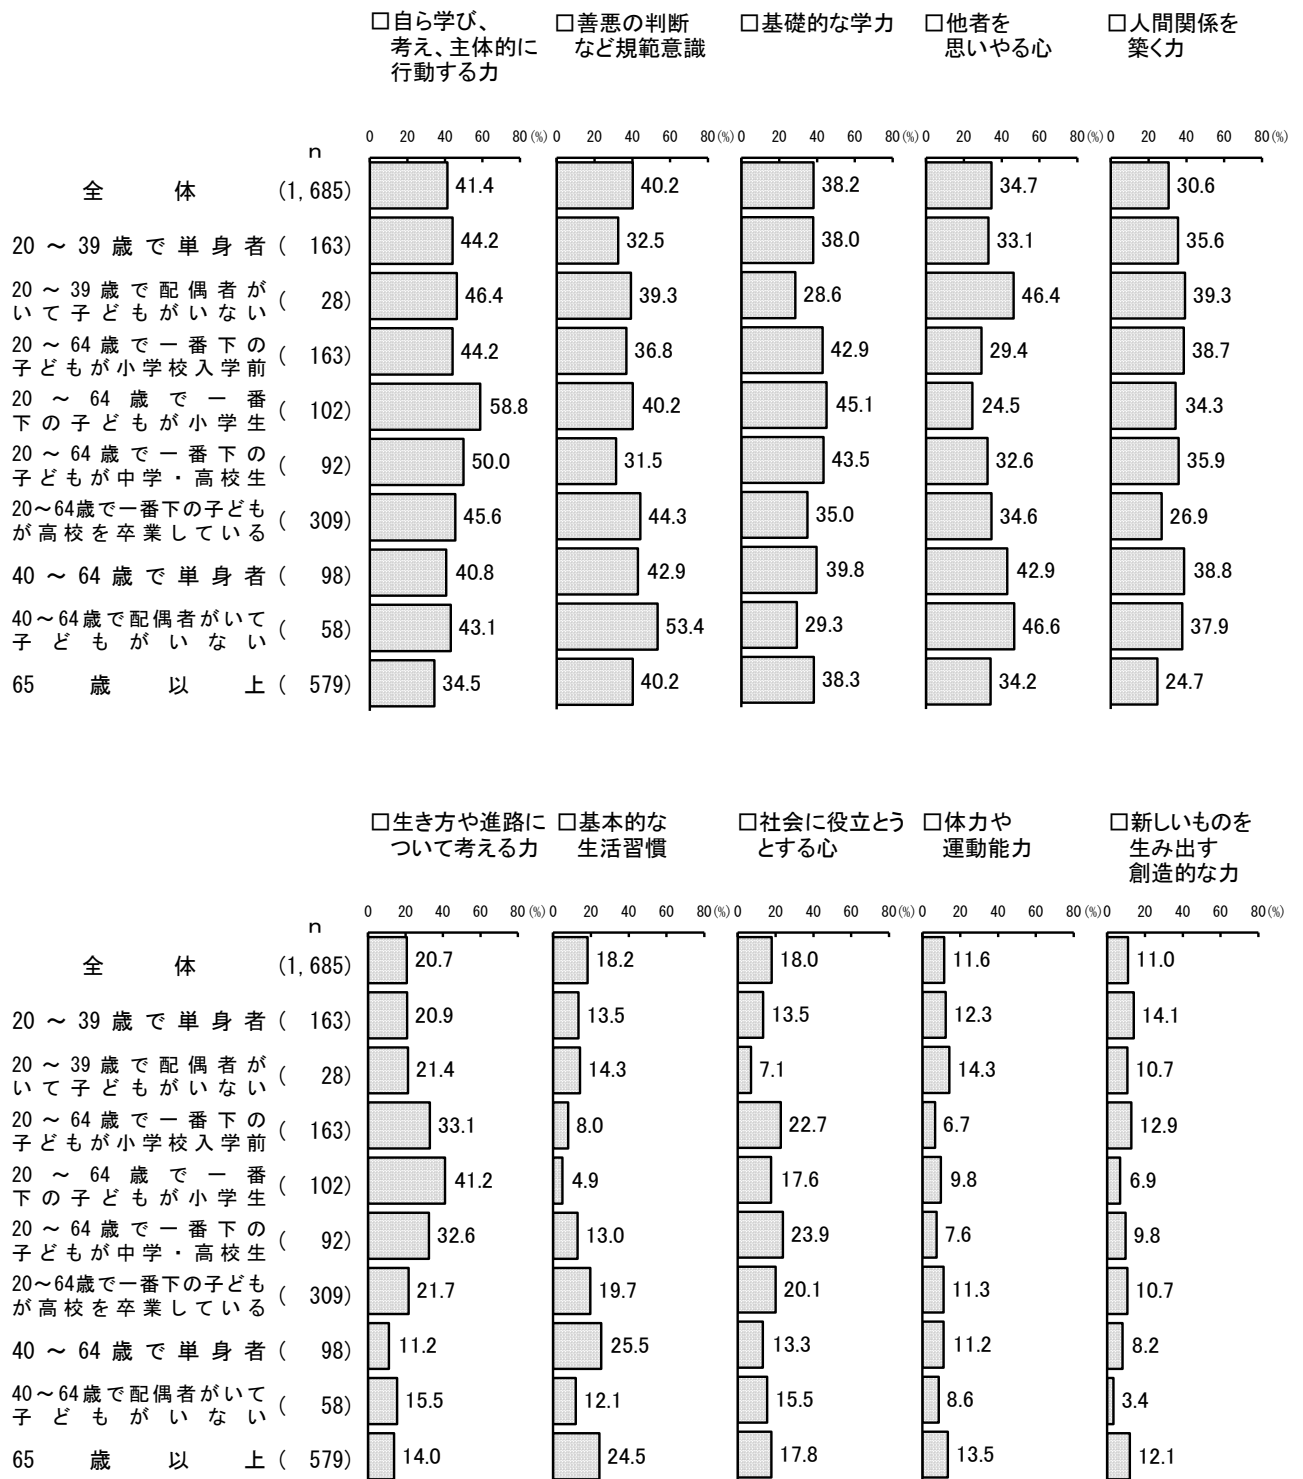 □自ら学び、 □善悪の判断 □基礎的な学力 □他者を □人間関係を
考え、主体的に など規範意識 思いやる心 築く力
行動する力
0 20 40 60 80(%) 0 20 40 60 80(%) 0 20 40 60 80(%) 0 20 40 60 80(%) 0 20 40 60 80(%)
n
全体 (1,685) 41.4 40.2 38.2 34.7 30.6
20～39歳で単身者 ( 163) 44.2 32.5 38.0 33.1 35.6
20～39歳で配偶者が
いて子どもがいない ( 28) 46.4 39.3 28.6 46.4 39.3
20～64歳で一番下の
子どもが小学校入学前 ( 163) 44.2 36.8 42.9 29.4 38.7
20～64歳で一番
下の子どもが小学生 ( 102) 58.8 40.2 45.1 24.5 34.3
20～64歳で一番下の
子どもが中学・高校生 ( 92) 50.0 31.5 43.5 32.6 35.9
20～64歳で一番下の子ども
が高校を卒業している ( 309) 45.6 44.3 35.0 34.6 26.9
40～64歳で単身者 ( 98) 40.8 42.9 39.8 42.9 38.8
40～64歳で配偶者がいて
子どもがいない ( 58) 43.1 53.4 29.3 46.6 37.9
65歳以上 ( 579) 34.5 40.2 38.3 34.2 24.7
□生き方や進路に □基本的な □社会に役立とう □体力や □新しいものを
ついて考える力 生活習慣 とする心 運動能力 生み出す
創造的な力
0 20 40 60 80(%) 0 20 40 60 80(%) 0 20 40 60 80(%) 0 20 40 60 80(%) 0 20 40 60 80(%)
n
全体 (1,685) 20.7 18.2 18.0 11.6 11.0
20～39歳で単身者 ( 163) 20.9 13.5 13.5 12.3 14.1
20～39歳で配偶者が
いて子どもがいない ( 28) 21.4 14.3 7.1 14.3 10.7
20～64歳で一番下の
子どもが小学校入学前 ( 163) 33.1 8.0 22.7 6.7 12.9
20～64歳で一番
下の子どもが小学生 ( 102) 41.2 4.9 17.6 9.8 6.9
20～64歳で一番下の
子どもが中学・高校生 ( 92) 32.6 13.0 23.9 7.6 9.8
20～64歳で一番下の子ども
が高校を卒業している ( 309) 21.7 19.7 20.1 11.3 10.7
40～64歳で単身者 ( 98) 11.2 25.5 13.3 11.2 8.2
40～64歳で配偶者がいて
子どもがいない ( 58) 15.5 12.1 15.5 8.6 3.4
65歳以上 ( 579) 14.0 24.5 17.8 13.5 12.1